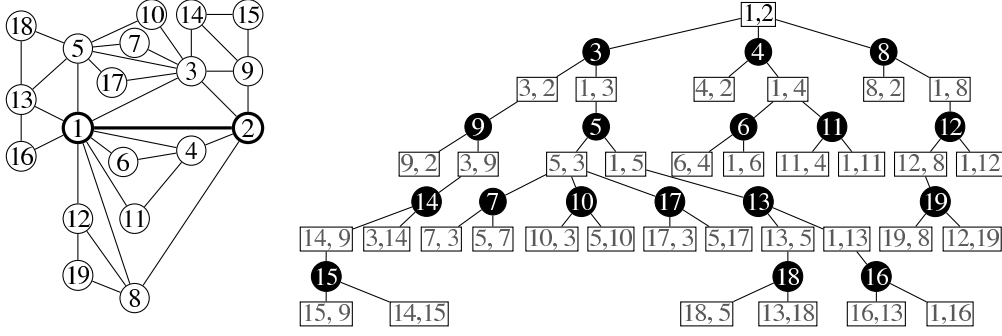 18 10 14 15
5 7
17 3 9
13
1 2
16 6 4
12 11
19
8
1,2
3 4 8
3, 2 1, 3 4, 2 1, 4 8, 2 1, 8
9 5 6 11 12
9, 2 3, 9 5, 3 1, 5 6, 4 1, 6 11, 4 1,11 12, 8 1,12
14 7 10 17 13 19
14, 9 3,14 7, 3 5, 7 10, 3 5,10 17, 3 5,17 13, 5 1,13 19, 8 12,19
15 18 16
15, 9 14,15 18, 5 13,18 16,13 1,16